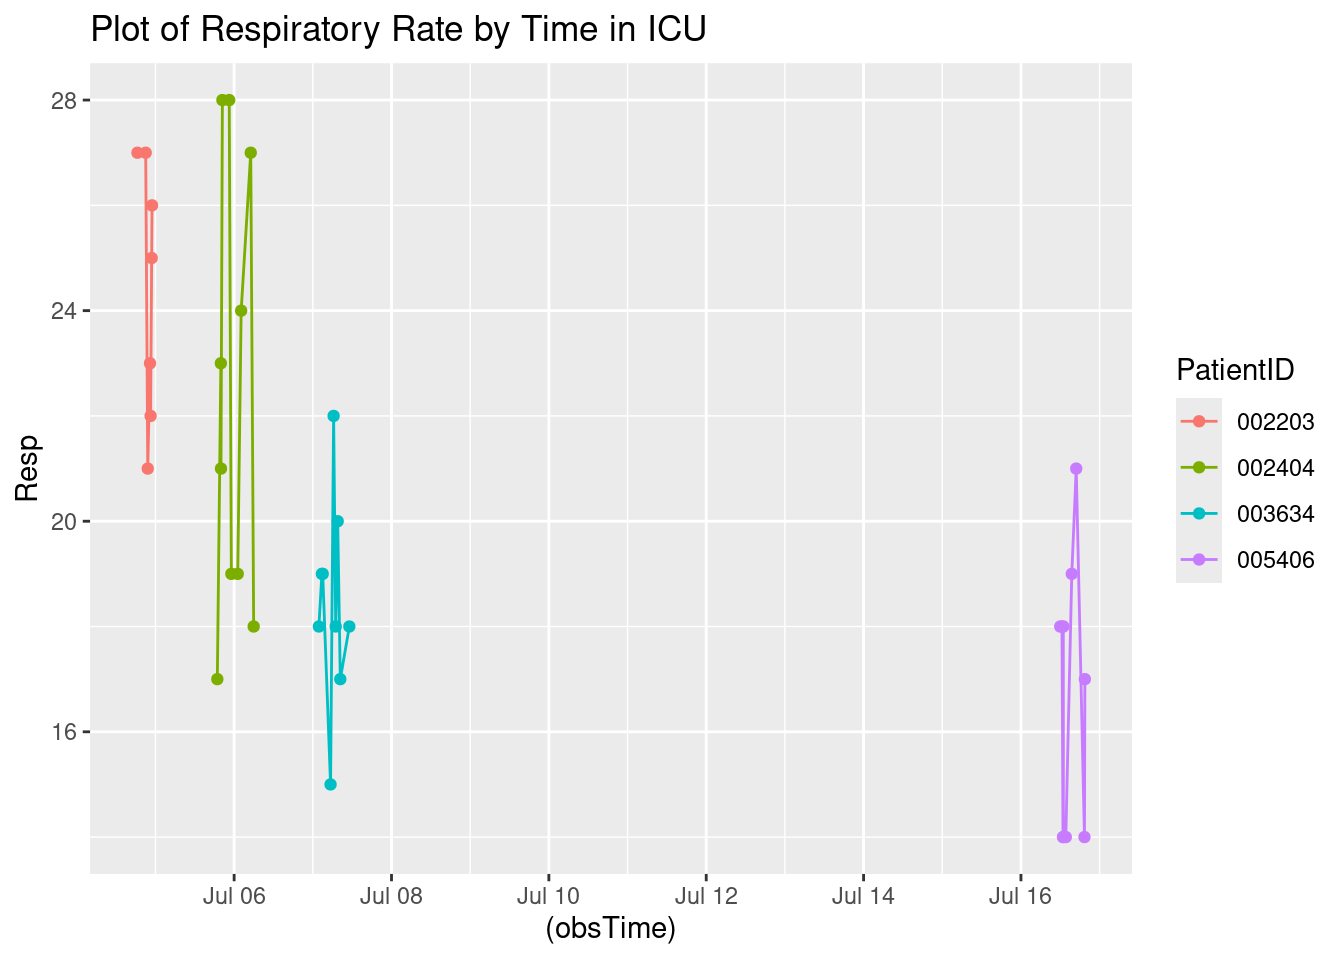 Plot of Respiratory Rate by Time in ICU
Resp
28
24
20
16
Jul 06 Jul 08 Jul 10 Jul 12 Jul 14 Jul 16
(obsTime)
PatientID
002203
002404
003634
005406